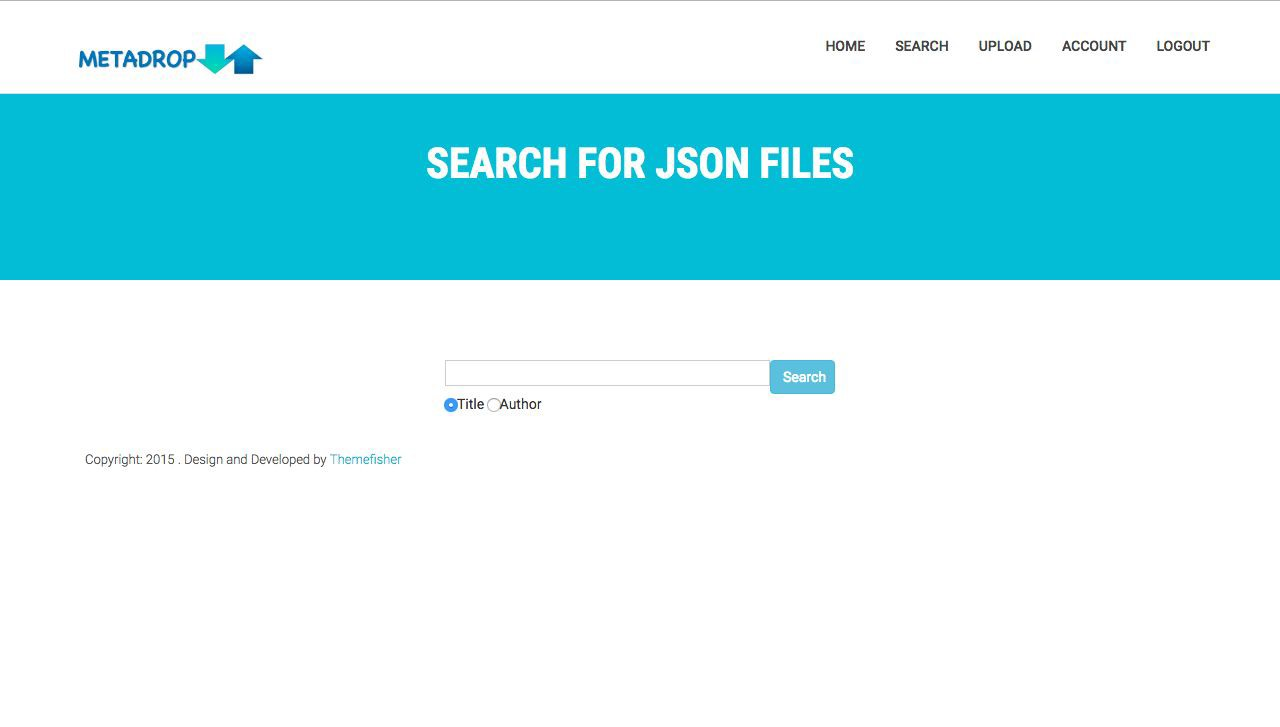 METADROP
HOME SEARCH UPLOAD ACCOUNT LOGOUT
SEARCH FOR JSON FILES
Search
Title Author
Copyright: 2015 . Design and Developed by Themefisher